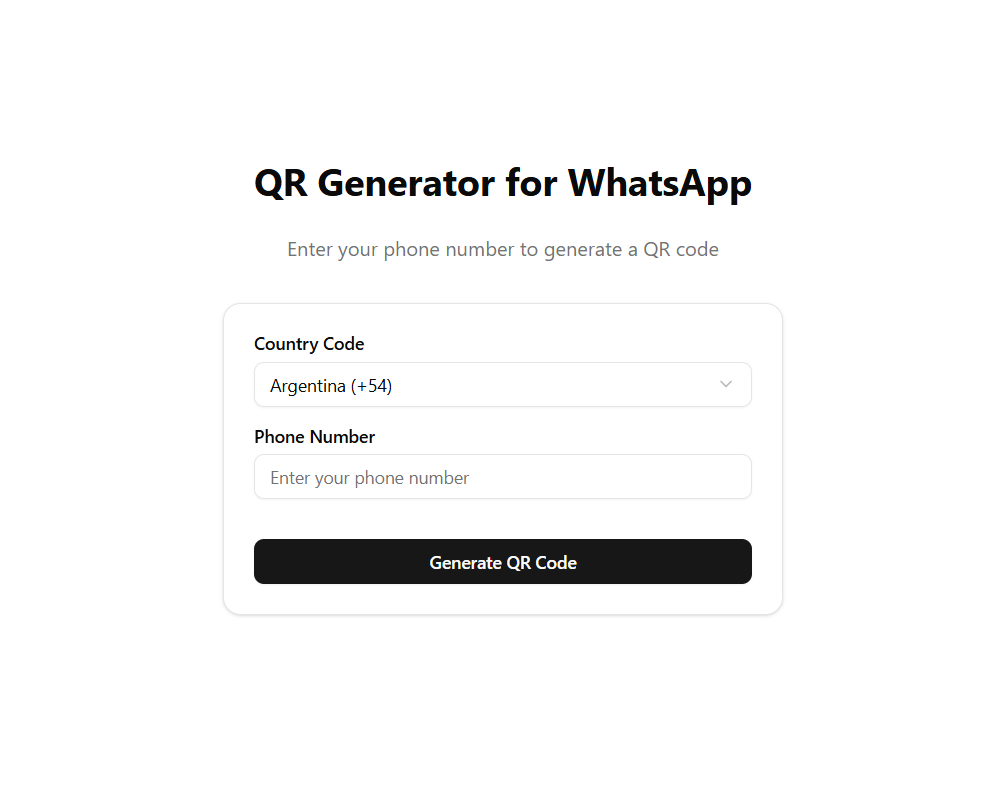 QR Generator for WhatsApp
Enter your phone number to generate a QR code
Country Code
Argentina (+54)
Phone Number
Enter your phone number
Generate QR Code